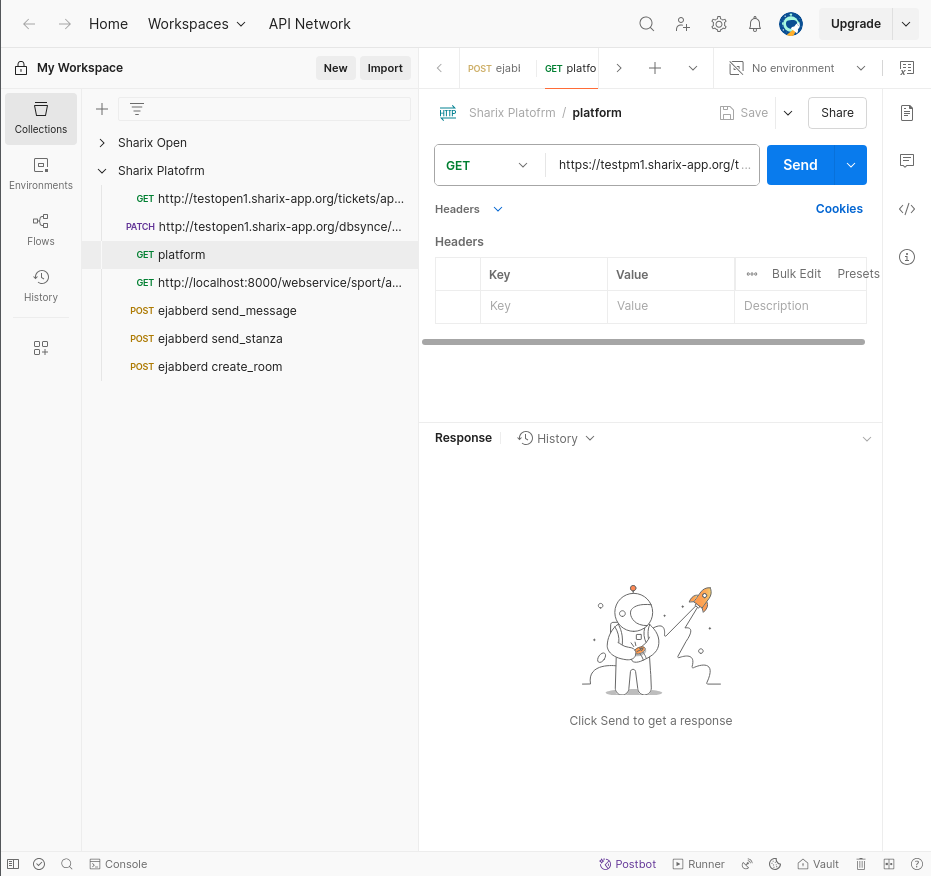 Home Workspaces API Network Upgrade
My Workspace New Import POST ejabl GET platfo No environment
Collections
Environments
Flows
History
Sharix Open
Sharix Platofrm
GET http://testopen1.sharix-app.org/tickets/ap...
PATCH http://testopen1.sharix-app.org/dbsynce/...
GET platform
GET http://localhost:8000/webservice/sport/a...
POST ejabberd send_message
POST ejabberd send_stanza
POST ejabberd create_room
HTTP Sharix Platofrm / platform Save Share
GET https://testpm1.sharix-app.org/t... Send
Headers Cookies
Headers
Key Value Bulk Edit Presets
Key Value Description
Response History
Click Send to get a response
Console Postbot Runner Vault